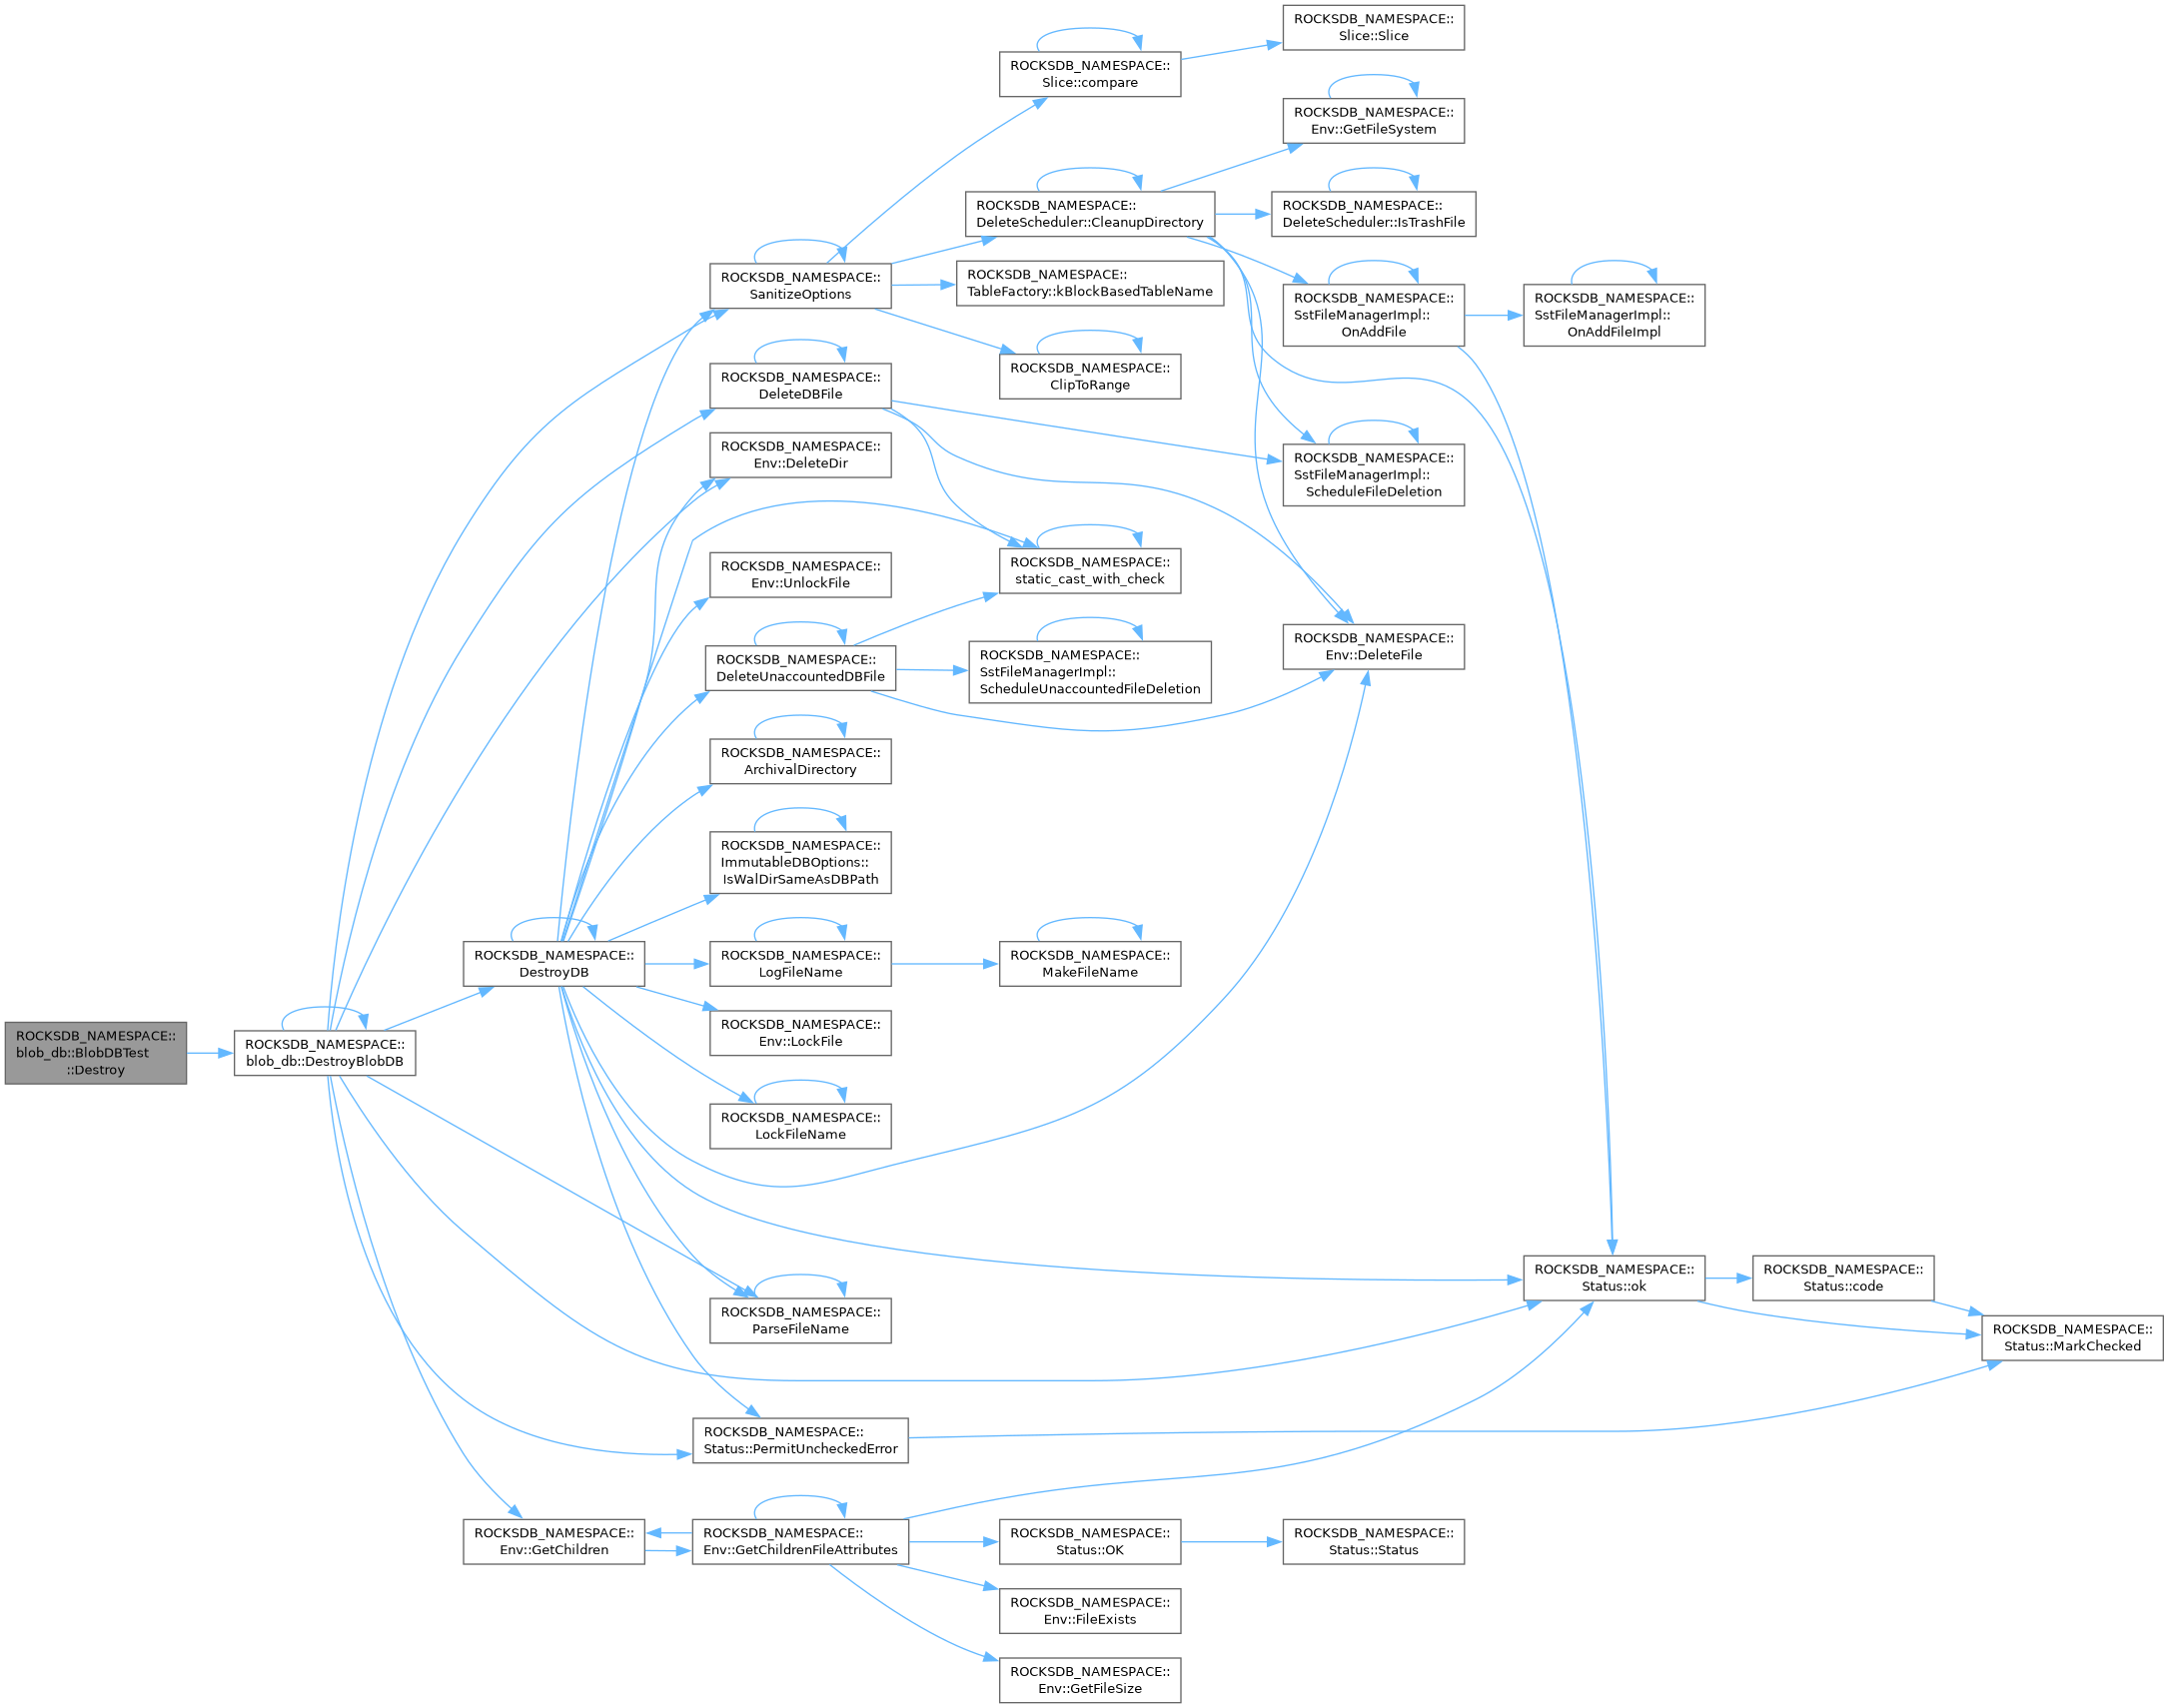 ROCKSDB_NAMESPACE::
blob_db::BlobDBTest
::Destroy
ROCKSDB_NAMESPACE::
blob_db::DestroyBlobDB
ROCKSDB_NAMESPACE::
DestroyDB
ROCKSDB_NAMESPACE::
Env::GetChildren
ROCKSDB_NAMESPACE::
SanitizeOptions
ROCKSDB_NAMESPACE::
DeleteDBFile
ROCKSDB_NAMESPACE::
Env::DeleteDir
ROCKSDB_NAMESPACE::
Env::UnlockFile
ROCKSDB_NAMESPACE::
DeleteUnaccountedDBFile
ROCKSDB_NAMESPACE::
ArchivalDirectory
ROCKSDB_NAMESPACE::
ImmutableDBOptions::
IsWalDirSameAsDBPath
ROCKSDB_NAMESPACE::
LogFileName
ROCKSDB_NAMESPACE::
Env::LockFile
ROCKSDB_NAMESPACE::
LockFileName
ROCKSDB_NAMESPACE::
ParseFileName
ROCKSDB_NAMESPACE::
Status::PermitUncheckedError
ROCKSDB_NAMESPACE::
Env::GetChildrenFileAttributes
ROCKSDB_NAMESPACE::
Slice::compare
ROCKSDB_NAMESPACE::
DeleteScheduler::CleanupDirectory
ROCKSDB_NAMESPACE::
TableFactory::kBlockBasedTableName
ROCKSDB_NAMESPACE::
ClipToRange
ROCKSDB_NAMESPACE::
static_cast_with_check
ROCKSDB_NAMESPACE::
SstFileManagerImpl::
ScheduleUnaccountedFileDeletion
ROCKSDB_NAMESPACE::
MakeFileName
ROCKSDB_NAMESPACE::
Status::OK
ROCKSDB_NAMESPACE::
Env::FileExists
ROCKSDB_NAMESPACE::
Env::GetFileSize
ROCKSDB_NAMESPACE::
Slice::Slice
ROCKSDB_NAMESPACE::
Env::GetFileSystem
ROCKSDB_NAMESPACE::
DeleteScheduler::IsTrashFile
ROCKSDB_NAMESPACE::
SstFileManagerImpl::
OnAddFile
ROCKSDB_NAMESPACE::
SstFileManagerImpl::
ScheduleFileDeletion
ROCKSDB_NAMESPACE::
Env::DeleteFile
ROCKSDB_NAMESPACE::
Status::Status
ROCKSDB_NAMESPACE::
SstFileManagerImpl::
OnAddFileImpl
ROCKSDB_NAMESPACE::
Status::ok
ROCKSDB_NAMESPACE::
Status::code
ROCKSDB_NAMESPACE::
Status::MarkChecked